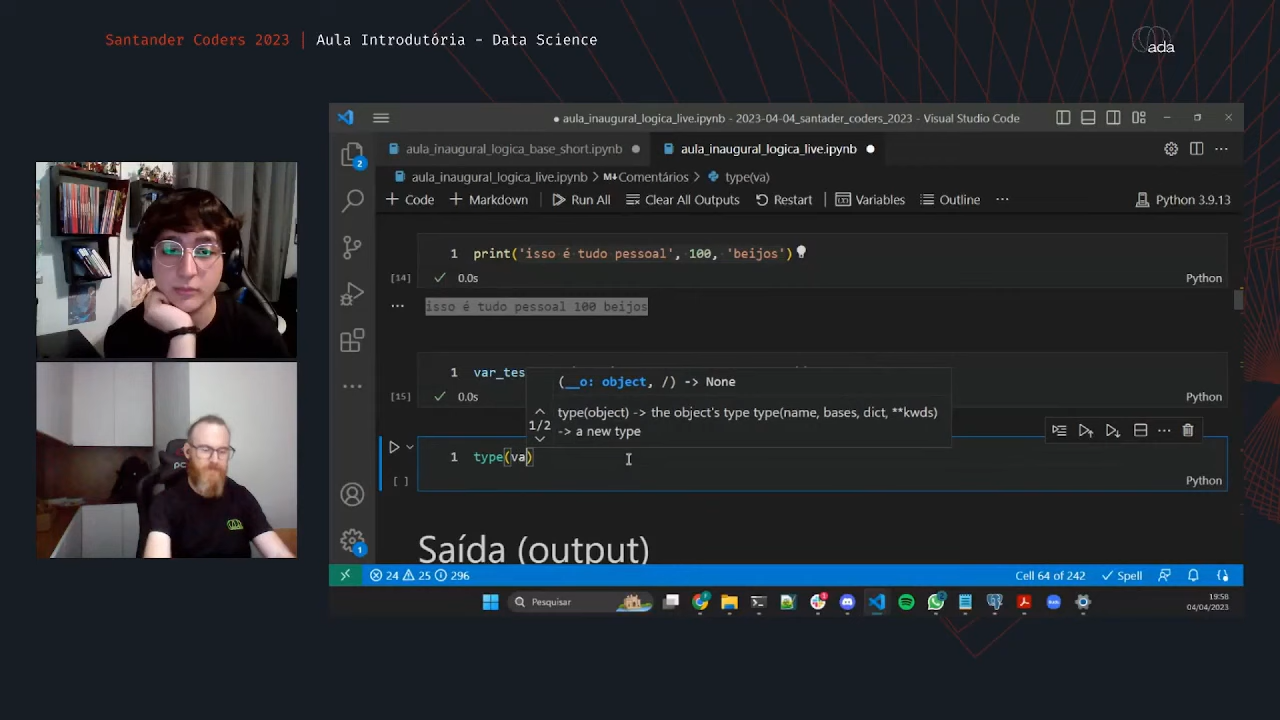 Santander Coders 2023 | Aula Introdutória - Data Science
ada
● aula_inaugural_logica_live.ipynb - 2023-04-04_santader_coders_2023 - Visual Studio Code
aula_inaugural_logica_base_short.ipynb ●
aula_inaugural_logica_live.ipynb ●
aula_inaugural_logica_live.ipynb > M↓Comentários > type(va)
+ Code + Markdown Run All Clear All Outputs Restart Variables Outline ··· Python 3.9.13
2
1 print('isso é tudo pessoal', 100, 'beijos')
[14] ✓ 0.0s Python
··· isso é tudo pessoal 100 beijos
1 var_tes
[15] ✓ 0.0s
(__o: object, /) -> None
1/2
type(object) -> the object's type type(name, bases, dict, **kwds)
-> a new type
1 type(va)
[ ] Python
Saída (output)
1
24 25 296 Cell 64 of 242 ✓ Spell
Pesquisar
19:58
04/04/2023